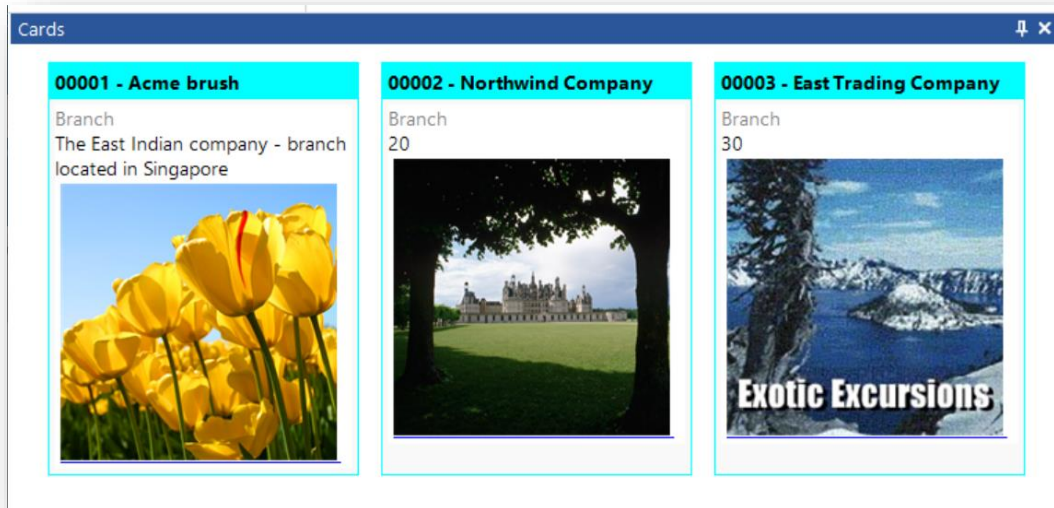 Cards
00001 - Acme brush
Branch
The East Indian company - branch
located in Singapore
00002 - Northwind Company
Branch
20
00003 - East Trading Company
Branch
30
Exotic Excursions